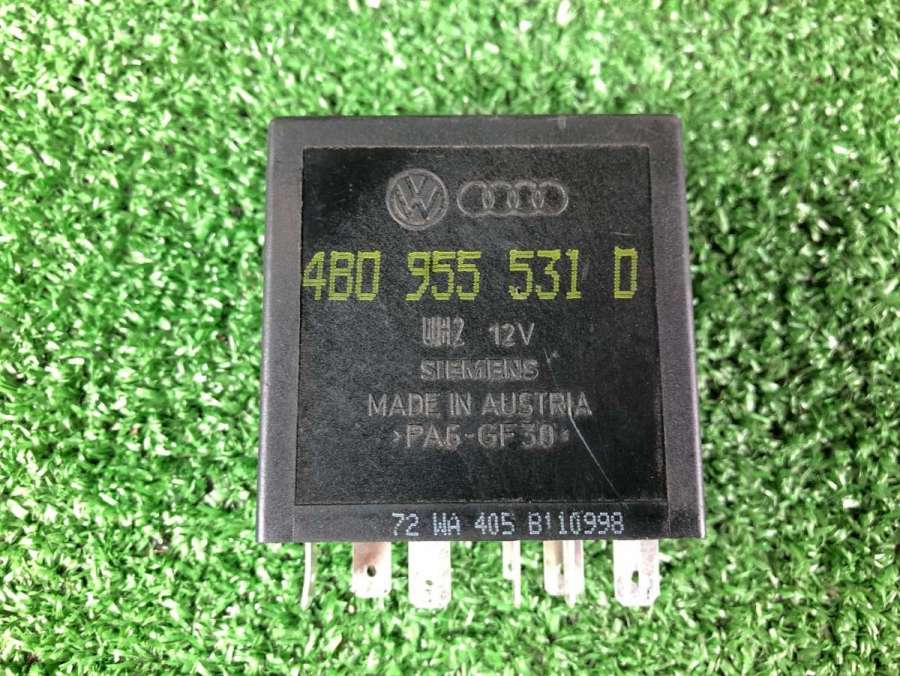 4B0 955 531 D
WH2 12V
SIEMENS
MADE IN AUSTRIA
>PA6-GF30<
72 WA 405 B110998